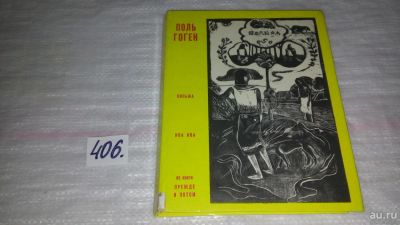 ПОЛЬ
ГОГЕН
ПИСЬМА
НОА НОА
ИЗ КНИГИ
ПРЕЖДЕ
И ПОТОМ
406.
au.ru